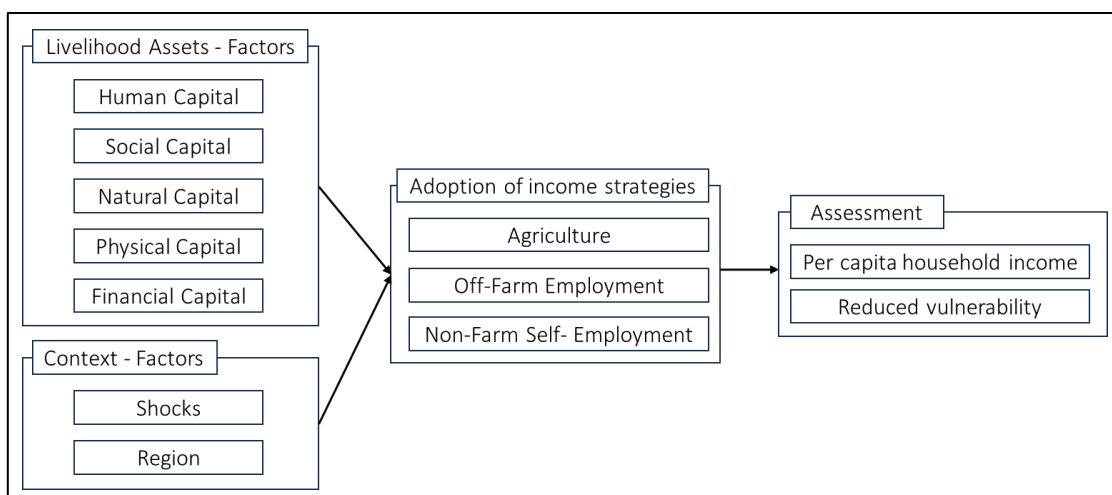 Livelihood Assets - Factors
Human Capital
Social Capital
Natural Capital
Physical Capital
Financial Capital
Context - Factors
Shocks
Region
Adoption of income strategies
Agriculture
Off-Farm Employment
Non-Farm Self- Employment
Assessment
Per capita household income
Reduced vulnerability